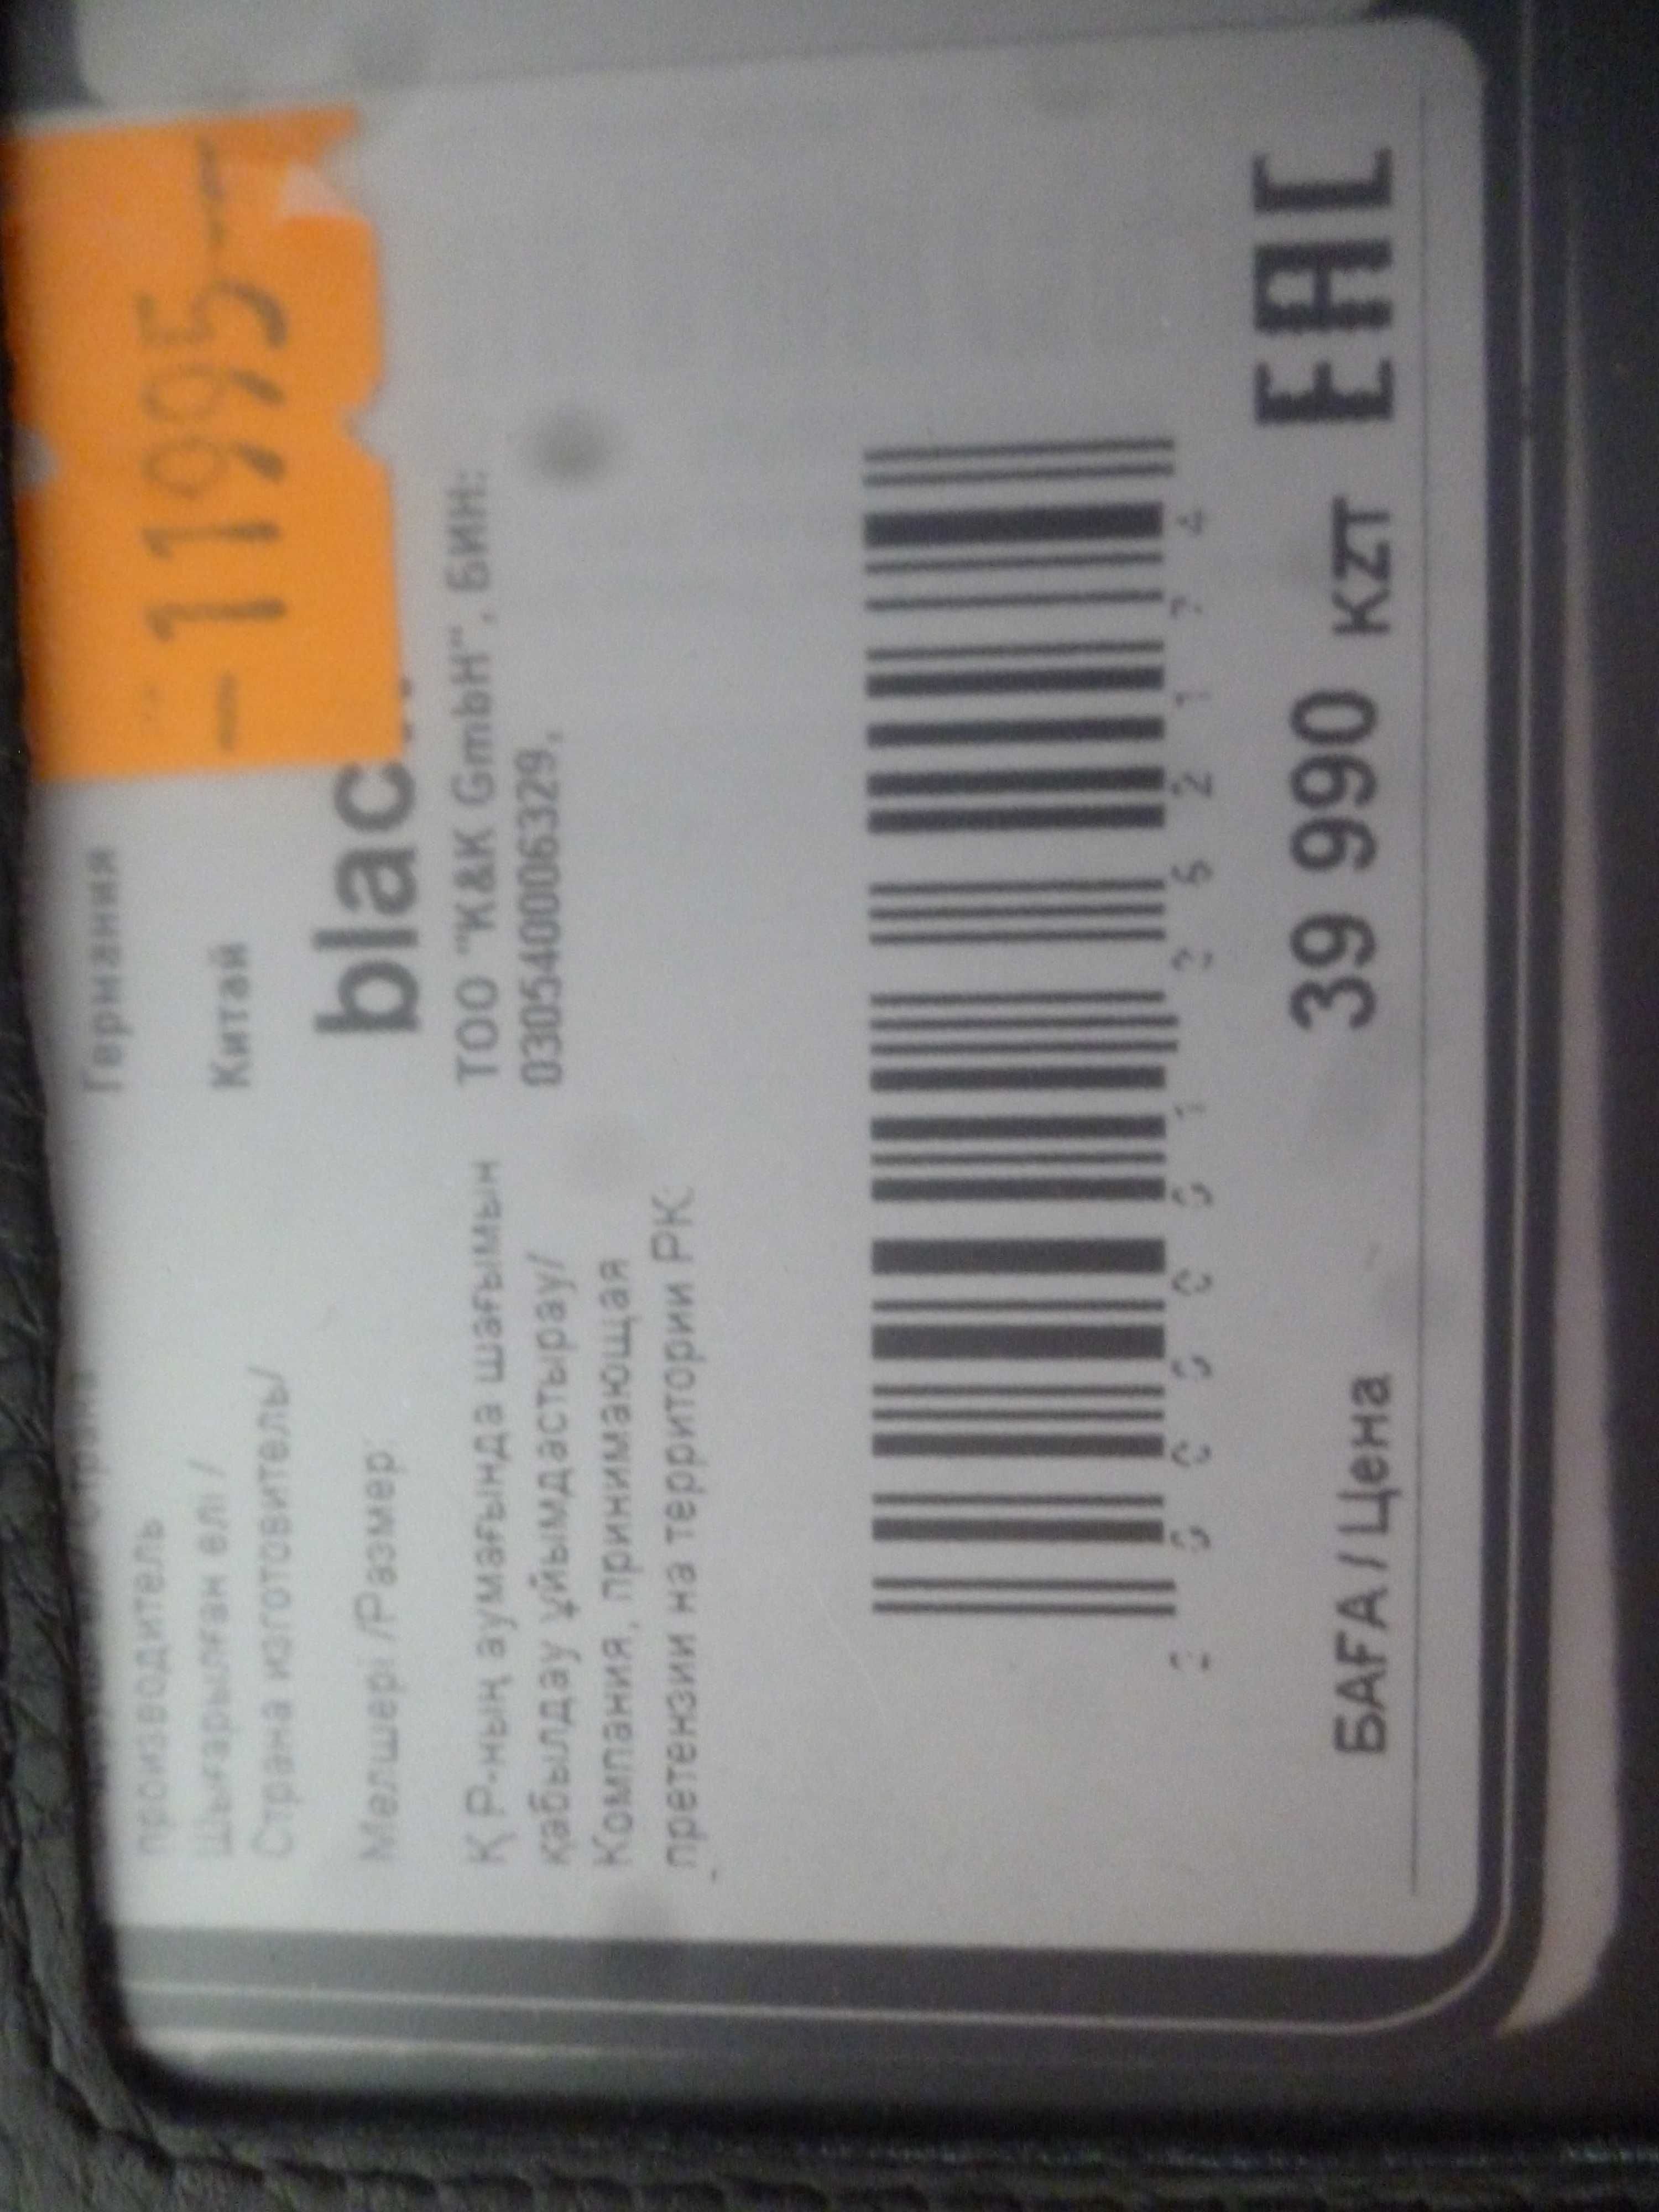 Германия
производитель
Шығарылған елі /
Страна изготовитель/
Китай
- 11995 -
Мөлшері /Размер:
blac
ҚР-ның аумағында шағымын
қабылдау ұйымдастырау/
Компания, принимающая
претензии на территории РК:
ТОО "K&K GmbH", БИН:
030540006329,
БАҒА / Цена
39 990 KZT
EAC